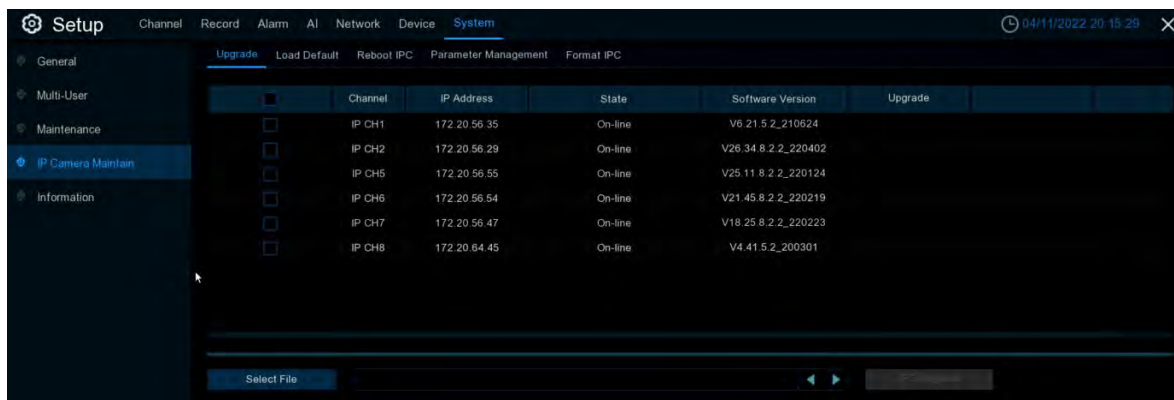 Setup Channel Record Alarm AI Network Device System 04/11/2022 20:15:29
Upgrade Load Default Reboot IPC Parameter Management Format IPC
General
Multi-User
Maintenance
IP Camera Maintain
Information
Channel IP Address State Software Version Upgrade
IP CH1 172.20.56.35 On-line V6.21.5.2_210624
IP CH2 172.20.56.29 On-line V26.34.8.2.2_220402
IP CH5 172.20.56.55 On-line V25.11.8.2.2_220124
IP CH6 172.20.56.54 On-line V21.45.8.2.2_220219
IP CH7 172.20.56.47 On-line V18.25.8.2.2_220223
IP CH8 172.20.64.45 On-line V4.41.5.2_200301
Select File